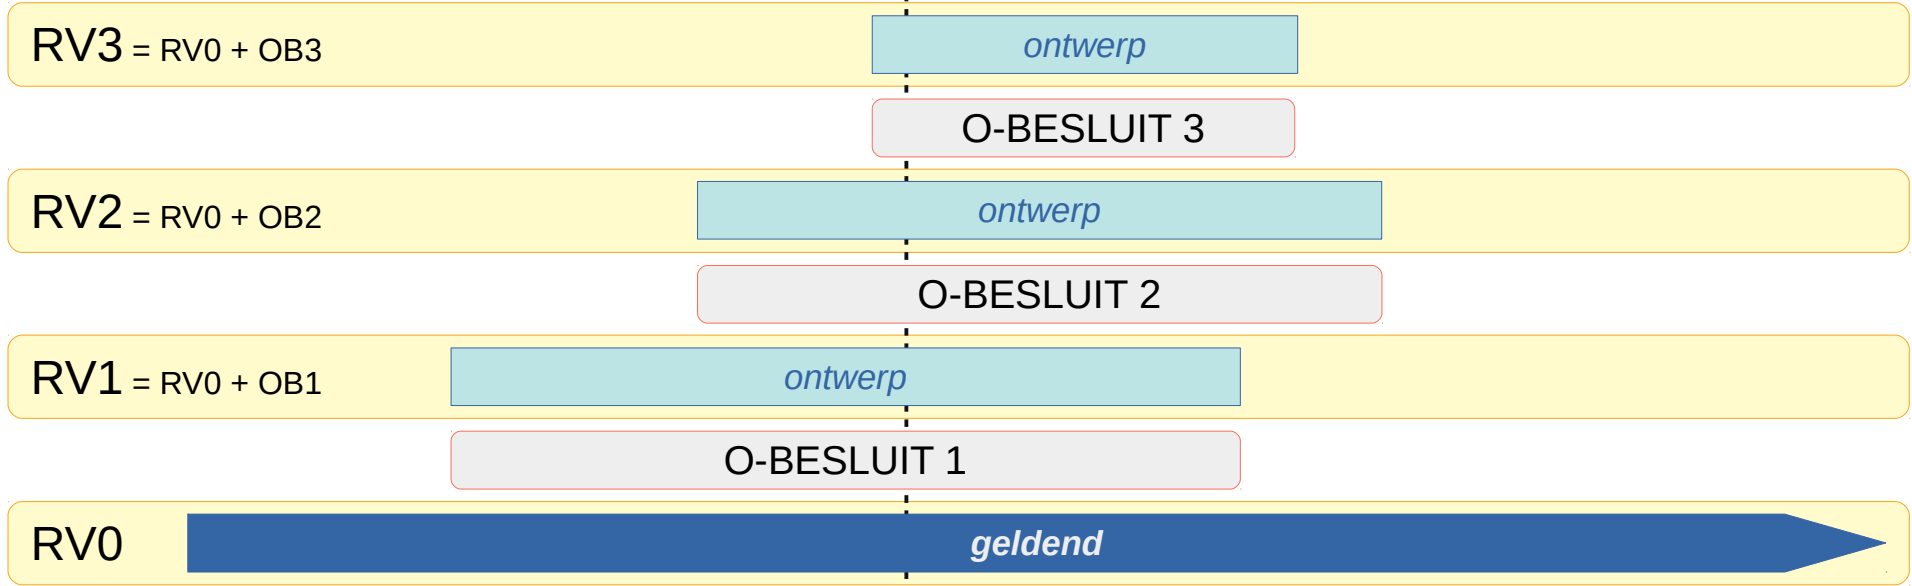 RV3 = RV0 + OB3
ontwerp
O-BESLUIT 3
RV2 = RV0 + OB2
ontwerp
O-BESLUIT 2
RV1 = RV0 + OB1
ontwerp
O-BESLUIT 1
RV0
geldend